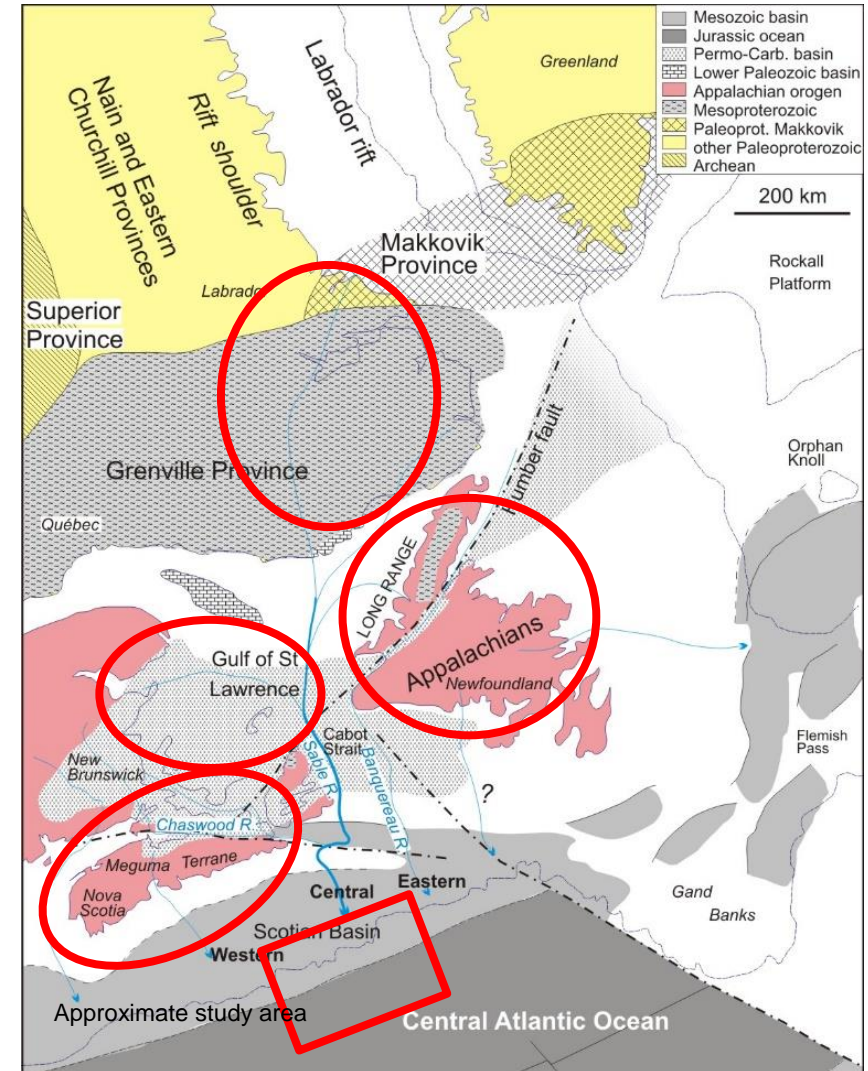 Mesozoic basin
Jurassic ocean
Permo-Carb. basin
Lower Paleozoic basin
Appalachian orogen
Mesoproterozoic
Paleoprot. Makkovik
other Paleoproterozoic
Archean
200 km
Greenland
Labrador rift
Nain and Eastern
Churchill Provinces
Rift shoulder
Makkovik
Province
Rockall
Platform
Labrado
Superior
Province
Grenville Province
Humber fault
Orphan
Knoll
Québec
LONG RANGE
Appalachians
Newfoundland
Gulf of St
Lawrence
Cabot
Strait
Flemish
Pass
New
Brunswick
Sable R.
Banquereau R
?
Chaswood R.
Meguma Terrane
Nova
Scotia
Central
Eastern
Gand
Banks
Scotian Basin
Western
Approximate study area
Central Atlantic Ocean